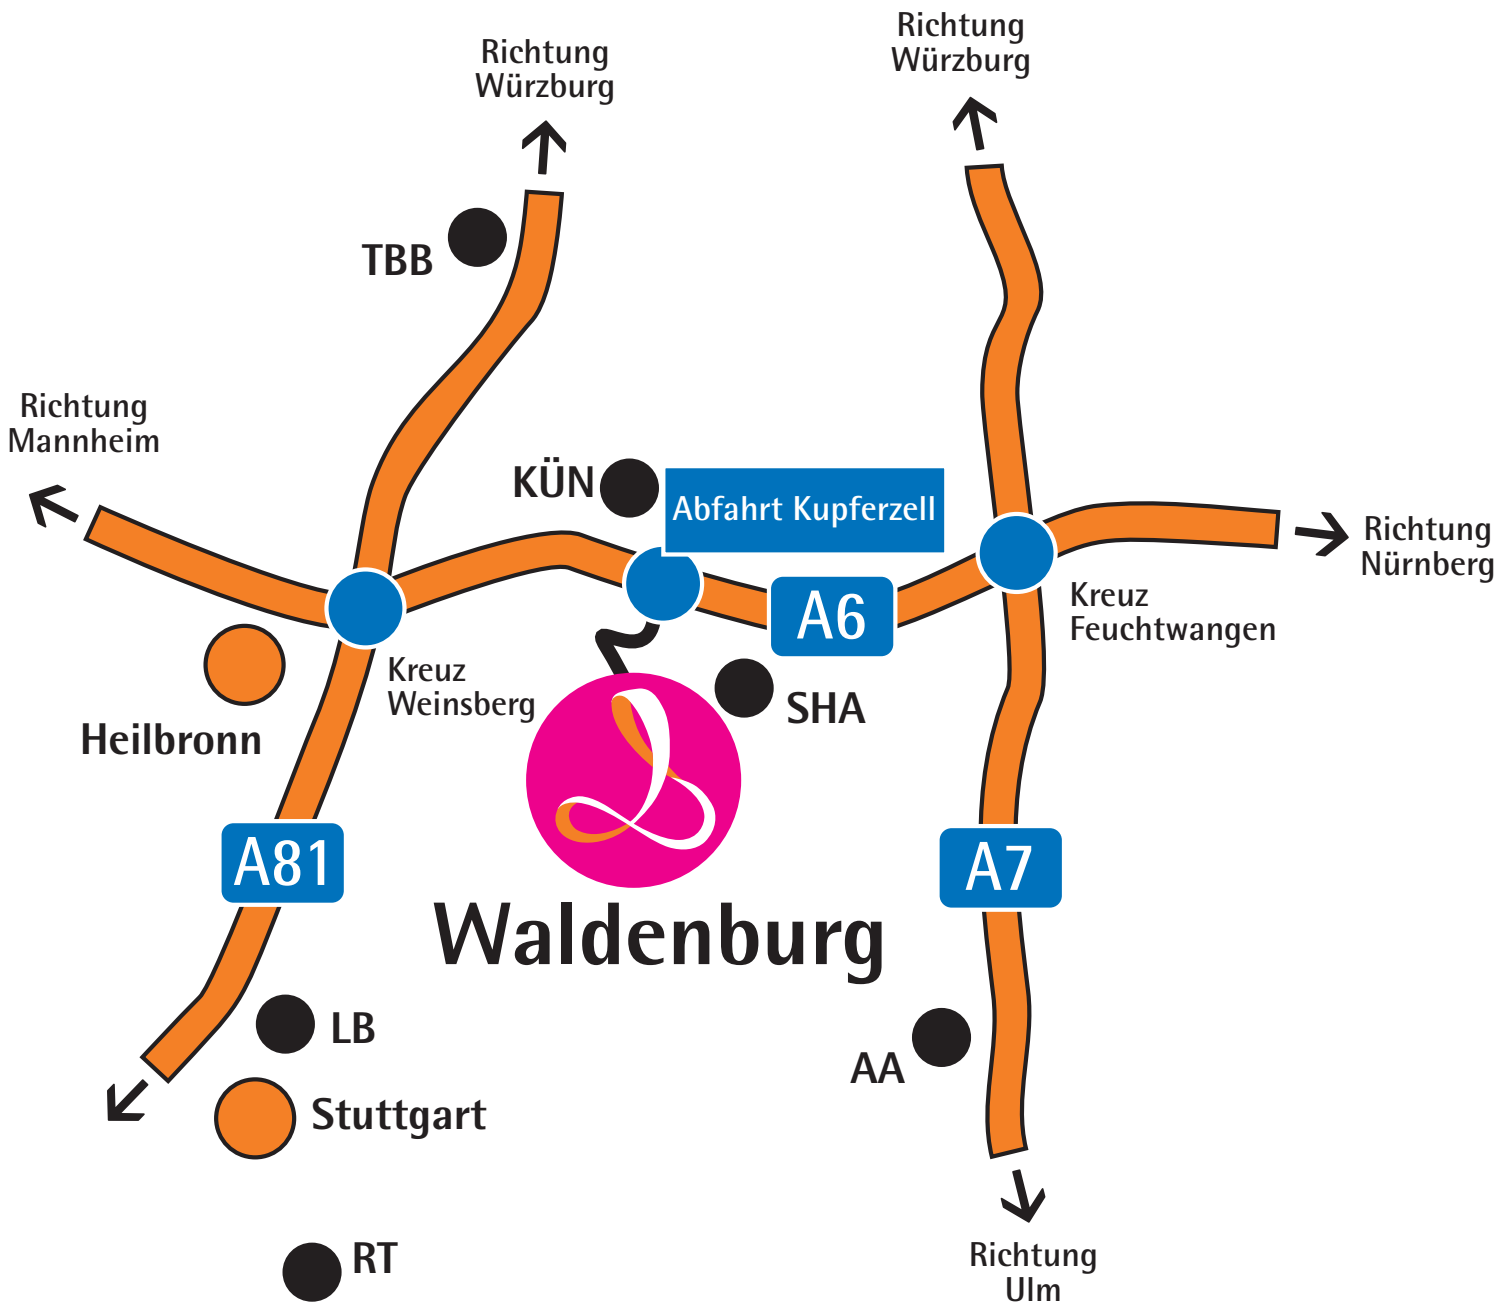 Richtung
Würzburg
Richtung
Würzburg
TBB
Richtung
Mannheim
KÜN
Abfahrt Kupferzell
Richtung
Nürnberg
A6
Kreuz
Feuchtwangen
Kreuz
Weinsberg
SHA
Heilbronn
A81
A7
Waldenburg
LB
AA
Stuttgart
RT
Richtung
Ulm